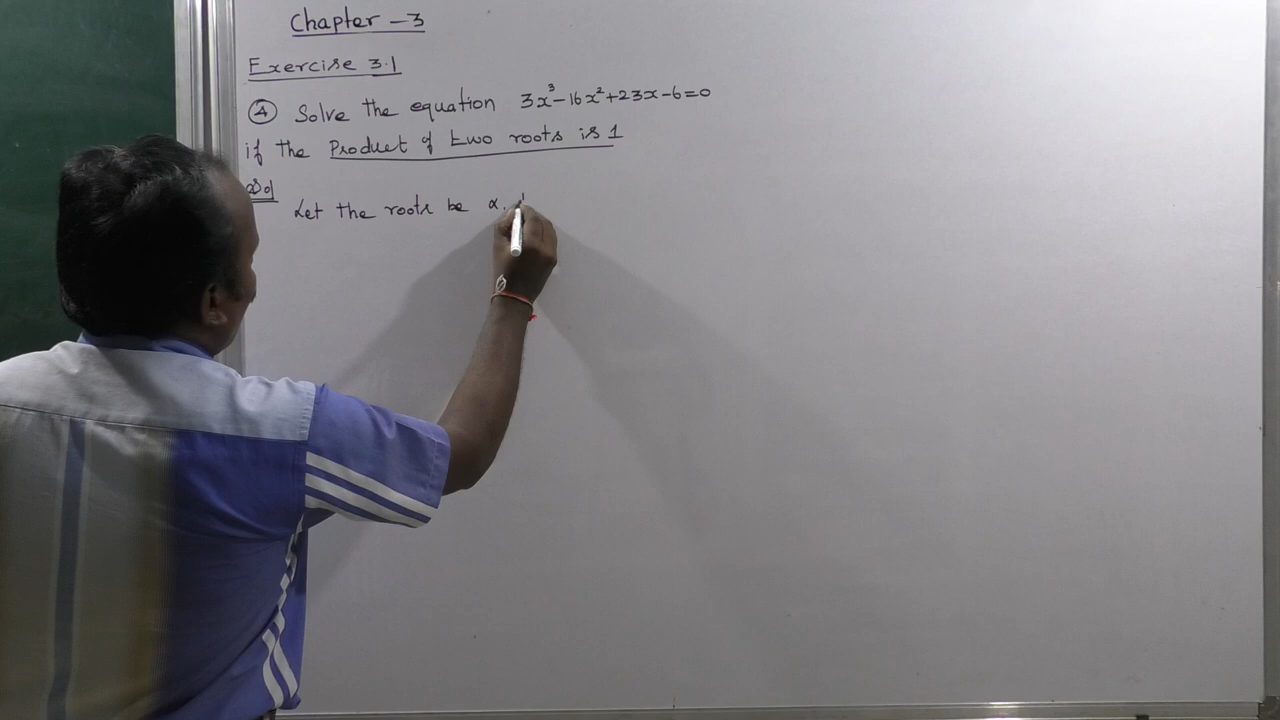 Chapter - 3
Exercise 3.1
④ Solve the equation 3x³-16x²+23x-6=0
if the Product of two roots is 1
Sol
Let the roots be α,